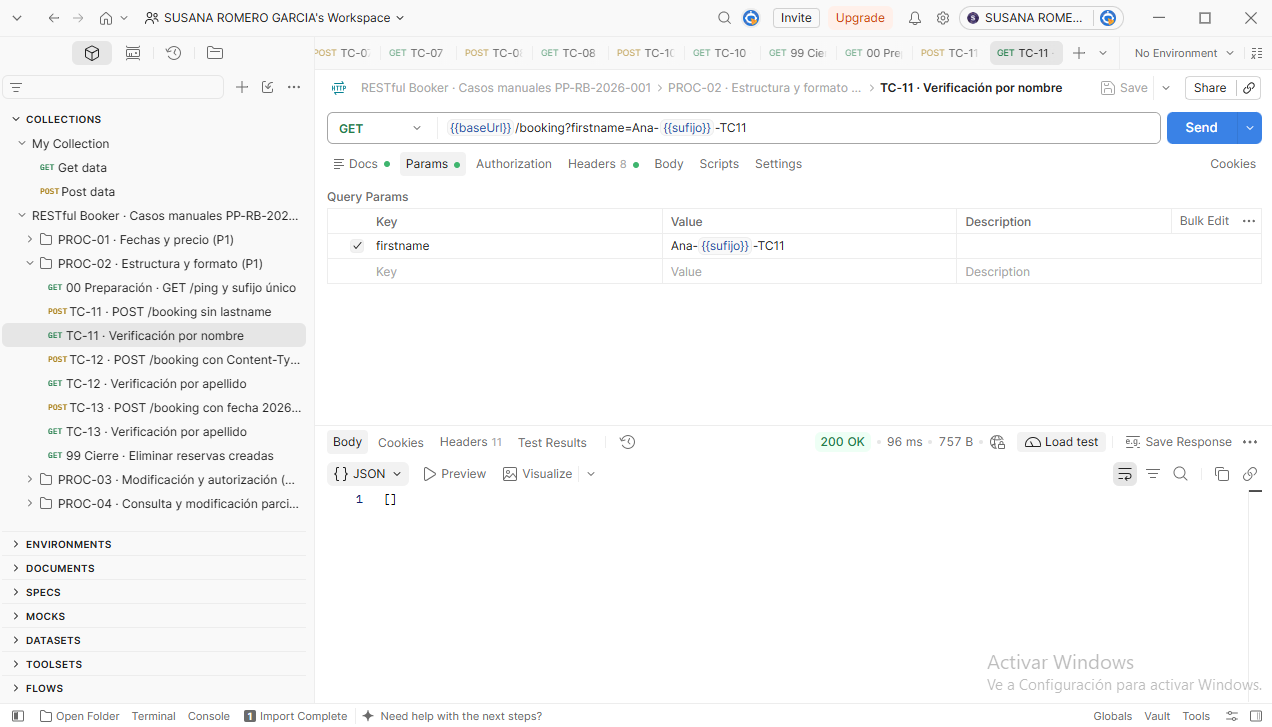 SUSANA ROMERO GARCIA's Workspace
Invite
Upgrade
SUSANA ROME...
POST TC-07
GET TC-07
POST TC-08
GET TC-08
POST TC-10
GET TC-10
GET 99 Cie
GET 00 Pre
POST TC-11
GET TC-11 ·
No Environment
HTTP
RESTful Booker · Casos manuales PP-RB-2026-001
PROC-02 · Estructura y formato ...
TC-11 · Verificación por nombre
Save
Share
COLLECTIONS
My Collection
GET Get data
POST Post data
RESTful Booker · Casos manuales PP-RB-202...
PROC-01 · Fechas y precio (P1)
PROC-02 · Estructura y formato (P1)
GET 00 Preparación · GET /ping y sufijo único
POST TC-11 · POST /booking sin lastname
GET TC-11 · Verificación por nombre
POST TC-12 · POST /booking con Content-Ty...
GET TC-12 · Verificación por apellido
POST TC-13 · POST /booking con fecha 2026...
GET TC-13 · Verificación por apellido
GET 99 Cierre · Eliminar reservas creadas
PROC-03 · Modificación y autorización (...
PROC-04 · Consulta y modificación parci...
ENVIRONMENTS
DOCUMENTS
SPECS
MOCKS
DATASETS
TOOLSETS
FLOWS
GET
{{baseUrl}} /booking?firstname=Ana- {{sufijo}} -TC11
Send
Docs
Params
Authorization
Headers 8
Body
Scripts
Settings
Cookies
Query Params
Key Value Description Bulk Edit
firstname Ana- {{sufijo}} -TC11
Key Value Description
Body
Cookies
Headers 11
Test Results
200 OK
96 ms
757 B
Load test
e.g. Save Response
{} JSON
Preview
Visualize
1 []
Activar Windows
Ve a Configuración para activar Windows.
Open Folder
Terminal
Console
1 Import Complete
Need help with the next steps?
Globals
Vault
Tools